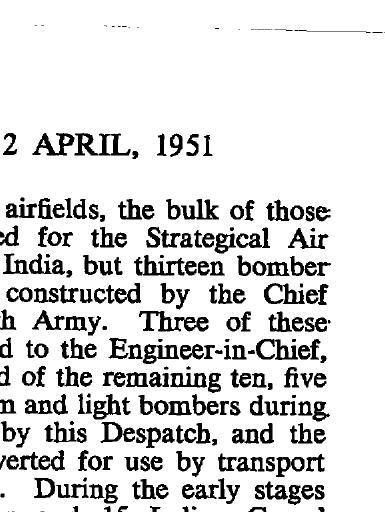 2 APRIL, 1951
airfields, the bulk of those
ed for the Strategical Air
India, but thirteen bomber
constructed by the Chief
h Army. Three of these
d to the Engineer-in-Chief,
d of the remaining ten, five
m and light bombers during
by this Despatch, and the
verted for use by transport
. During the early stages